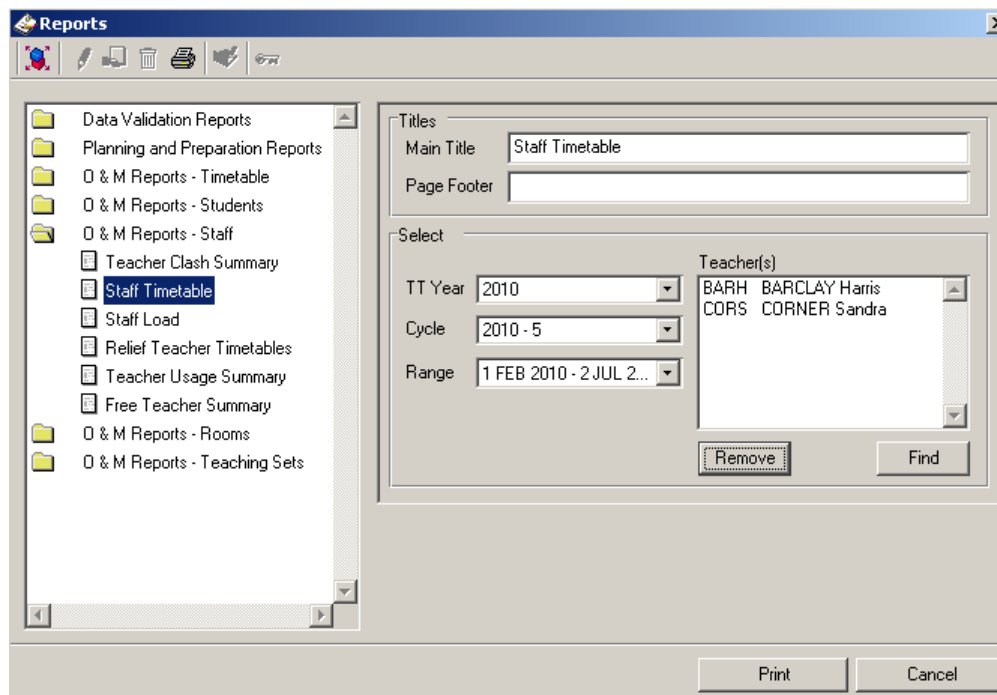 Reports
Data Validation Reports
Planning and Preparation Reports
O & M Reports - Timetable
O & M Reports - Students
O & M Reports - Staff
Teacher Clash Summary
Staff Timetable
Staff Load
Relief Teacher Timetables
Teacher Usage Summary
Free Teacher Summary
O & M Reports - Rooms
O & M Reports - Teaching Sets
Titles
Main Title Staff Timetable
Page Footer
Select
TT Year 2010
Cycle 2010 - 5
Range 1 FEB 2010 - 2 JUL 2...
Teacher(s)
BARH BARCLAY Harris
CORS CORNER Sandra
Remove Find
Print Cancel